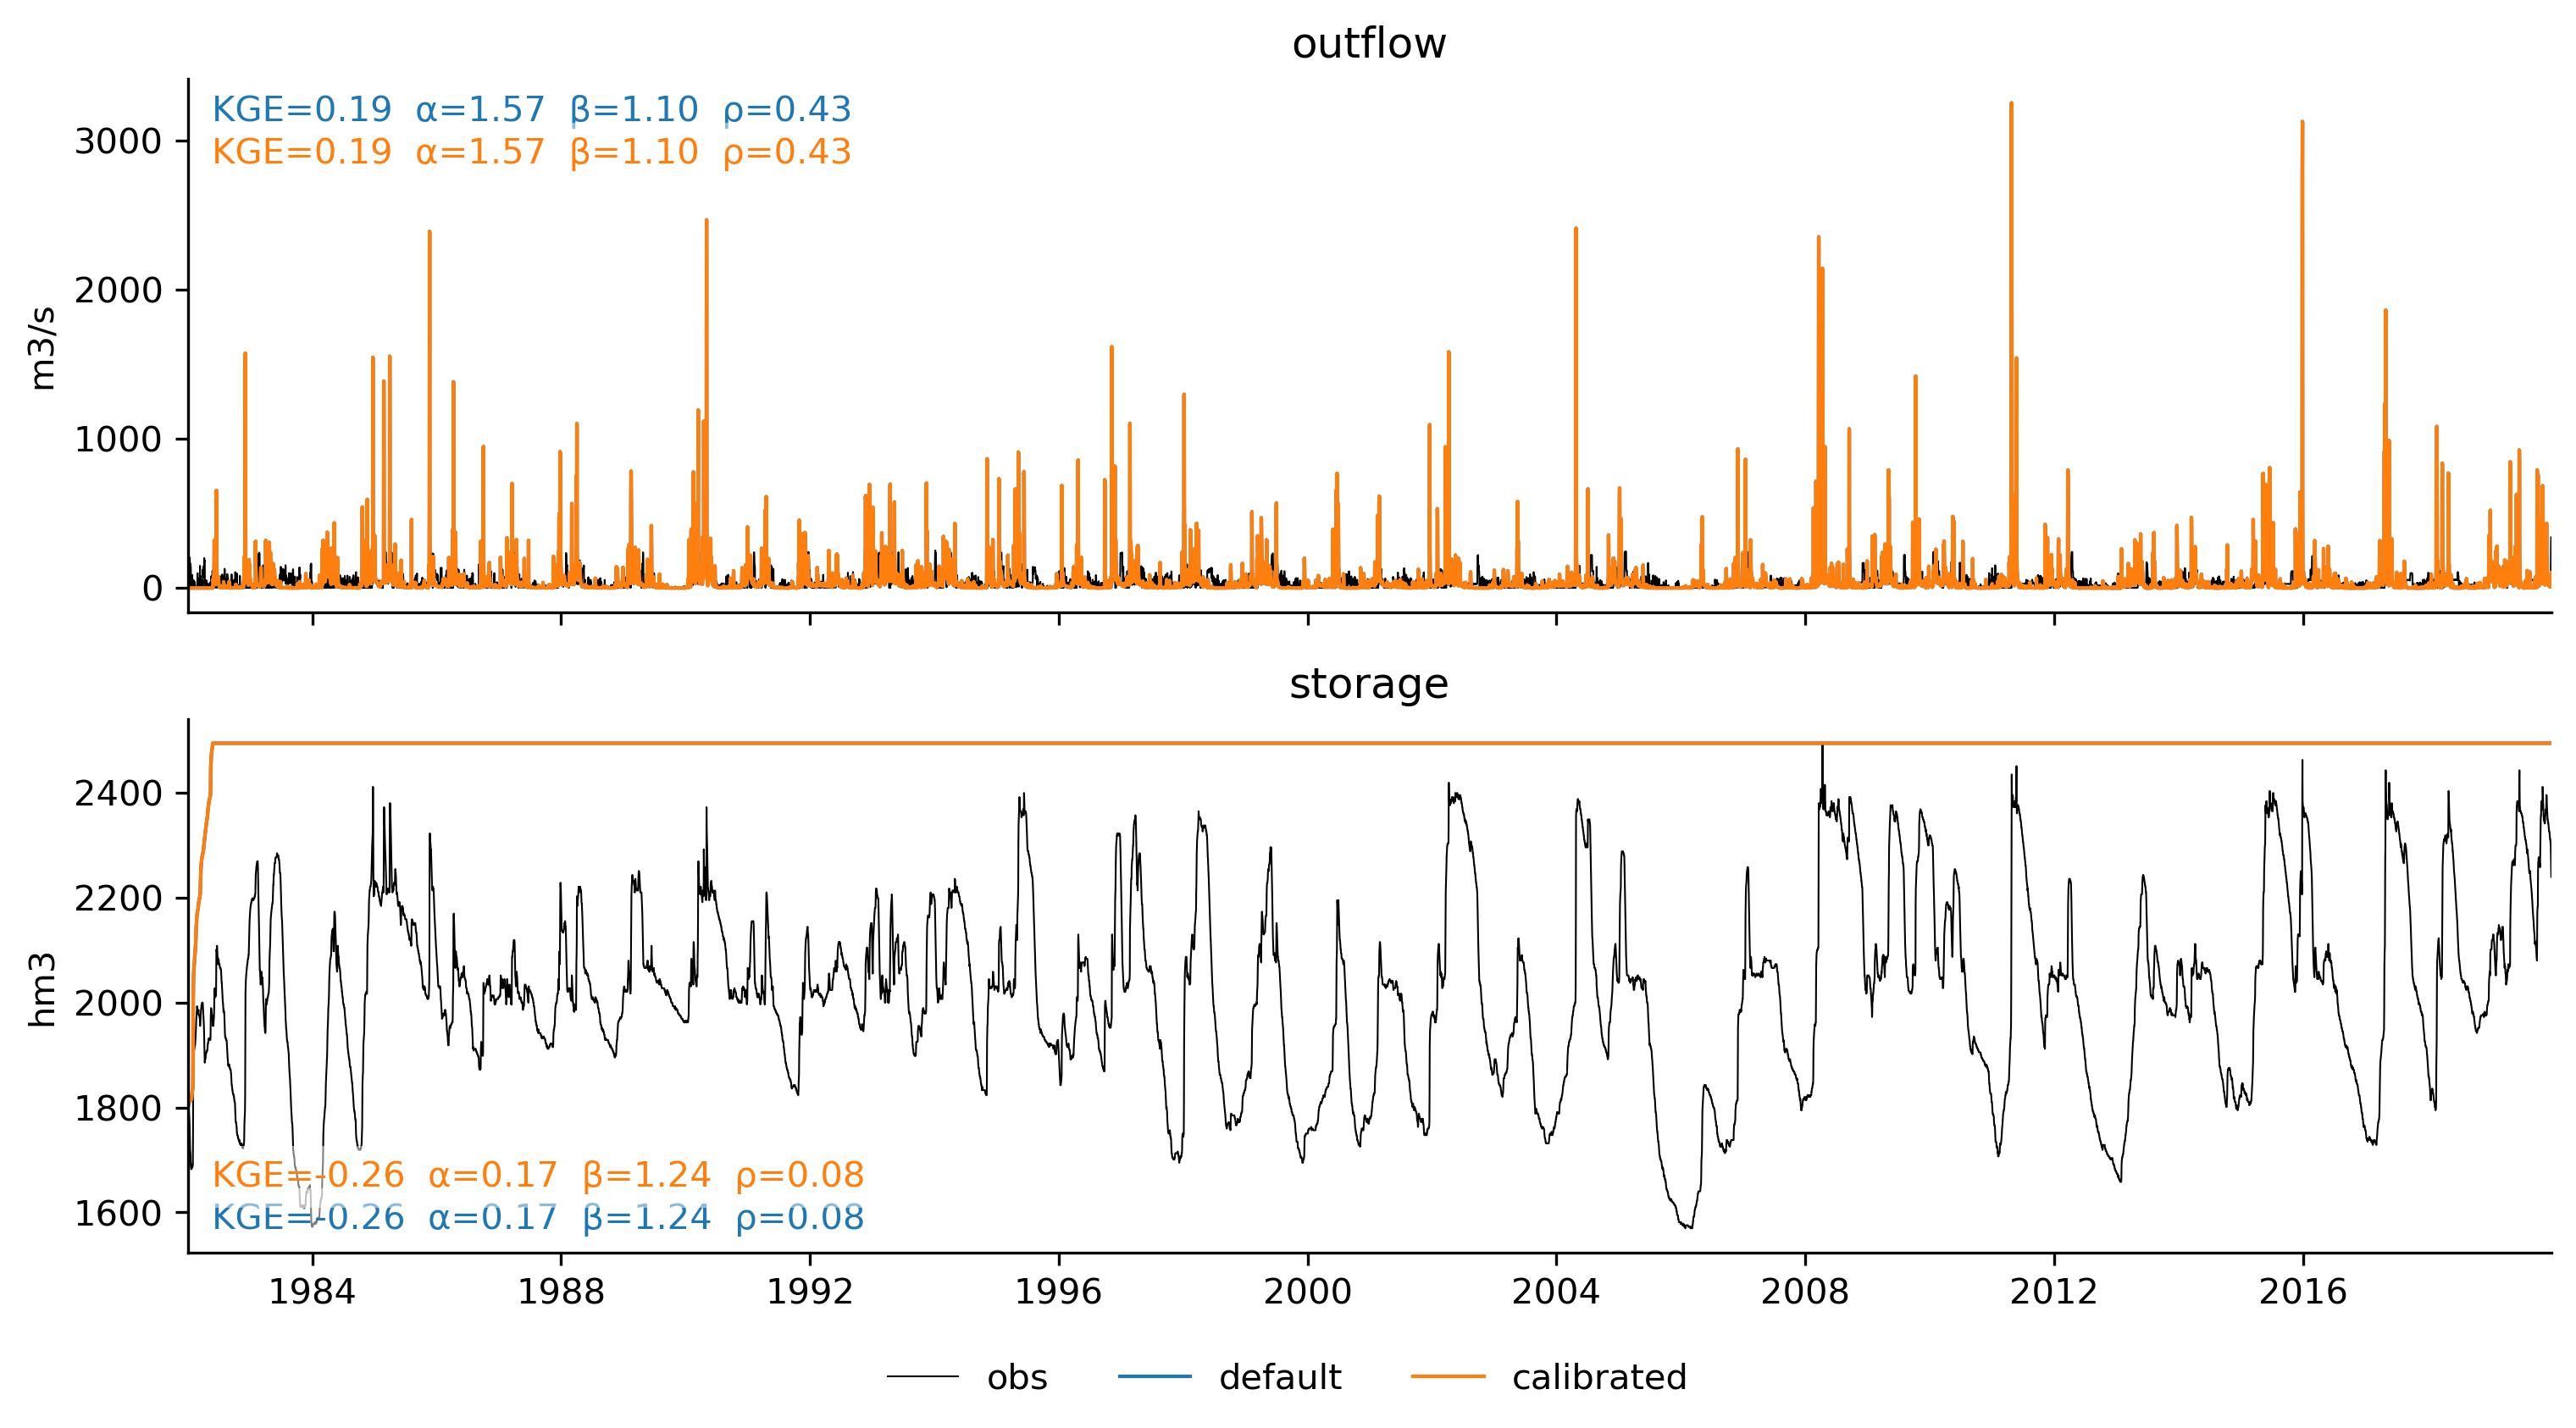 outflow
KGE=0.19 α=1.57 β=1.10 ρ=0.43
KGE=0.19 α=1.57 β=1.10 ρ=0.43
m3/s
3000
2000
1000
0
storage
hm3
2400
2200
2000
1800
1600
KGE=-0.26 α=0.17 β=1.24 ρ=0.08
KGE=-0.26 α=0.17 β=1.24 ρ=0.08
1984 1988 1992 1996 2000 2004 2008 2012 2016
obs default calibrated